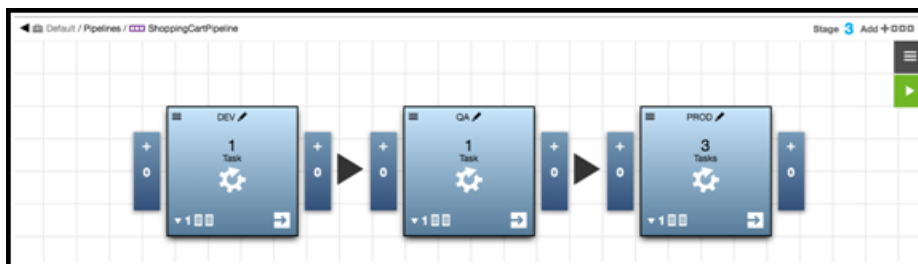 Default / Pipelines / ShoppingCartPipeline
Stage 3 Add +
DEV
QA
PROD
+ 1 + + 1 + + 3 +
Task Task Tasks
0 0 0 0 0 0
1 1 1